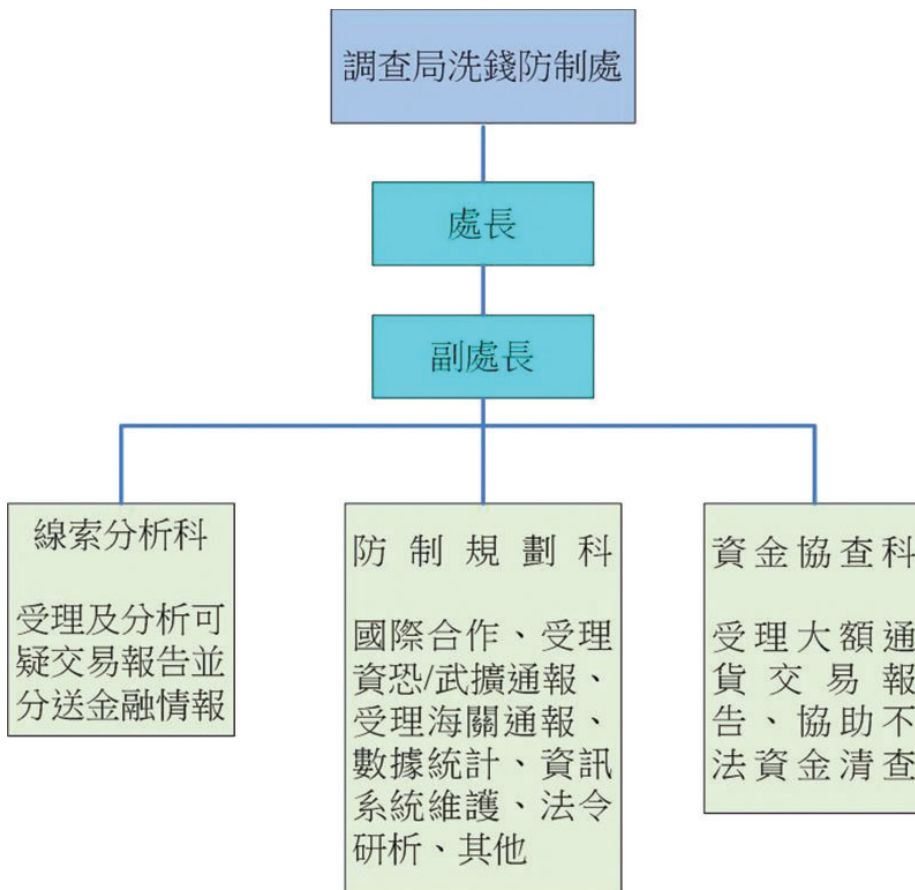 調查局洗錢防制處
處長
副處長
線索分析科
受理及分析可
疑交易報告並
分送金融情報
防制規劃科
國際合作、受理
資恐/武擴通報、
受理海關通報、
數據統計、資訊
系統維護、法令
研析、其他
資金協查科
受理大額通
貨交易報
告、協助不
法資金清查